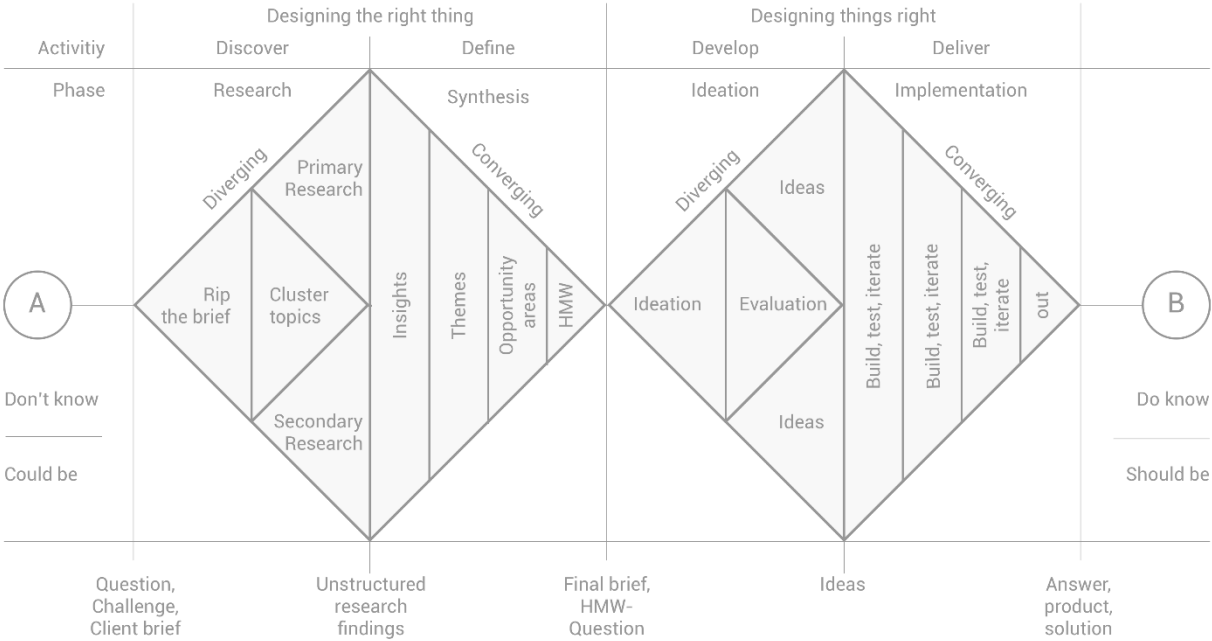 Designing the right thing
Designing things right
Activitiy
Discover
Define
Develop
Deliver
Phase
Research
Synthesis
Ideation
Implementation
Diverging
Converging
Diverging
Converging
Primary
Research
Rip
the brief
Cluster
topics
Secondary
Research
Insights
Themes
Opportunity
areas
HMW
Ideas
Ideation
Evaluation
Ideas
Build, test, iterate
Build, test, iterate
Build, test,
iterate
out
A
B
Don't know
Could be
Do know
Should be
Question,
Challenge,
Client brief
Unstructured
research
findings
Final brief,
HMW-
Question
Ideas
Answer,
product,
solution